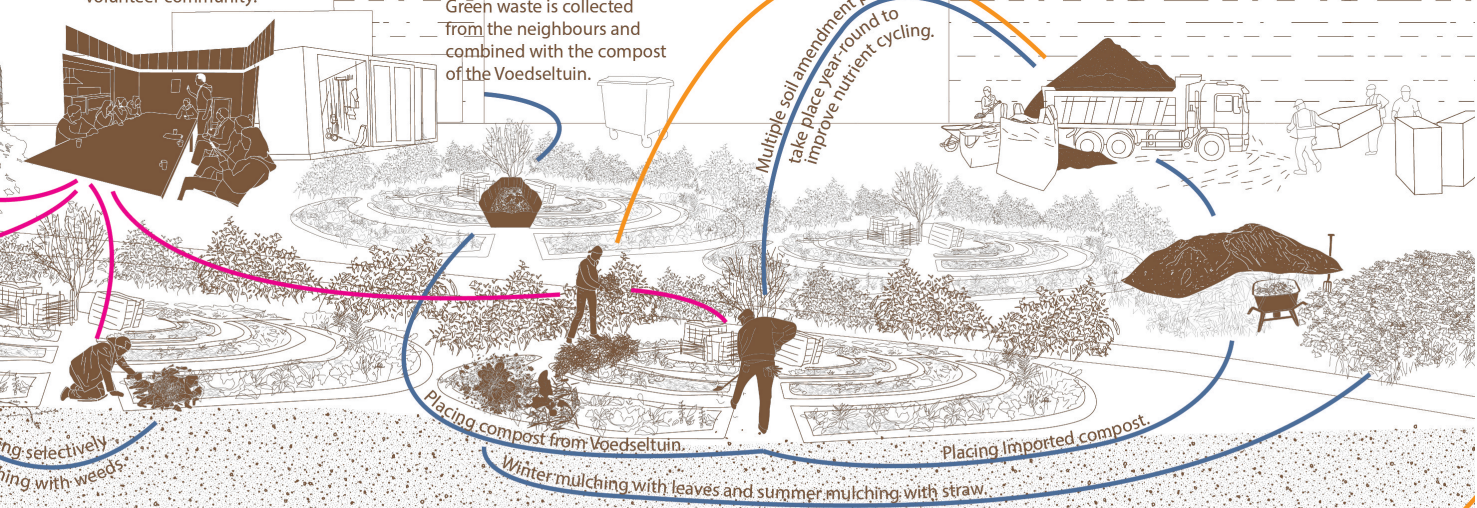 volunteer community.
Green waste is collected
from the neighbours and
combined with the compost
of the Voedseltuin.
Multiple soil amendment
take place year-round to
improve nutrient cycling.
Placing compost from Voedseltuin.
Placing Imported compost.
selectively
with weeds.
Winter mulching with leaves and summer mulching with straw